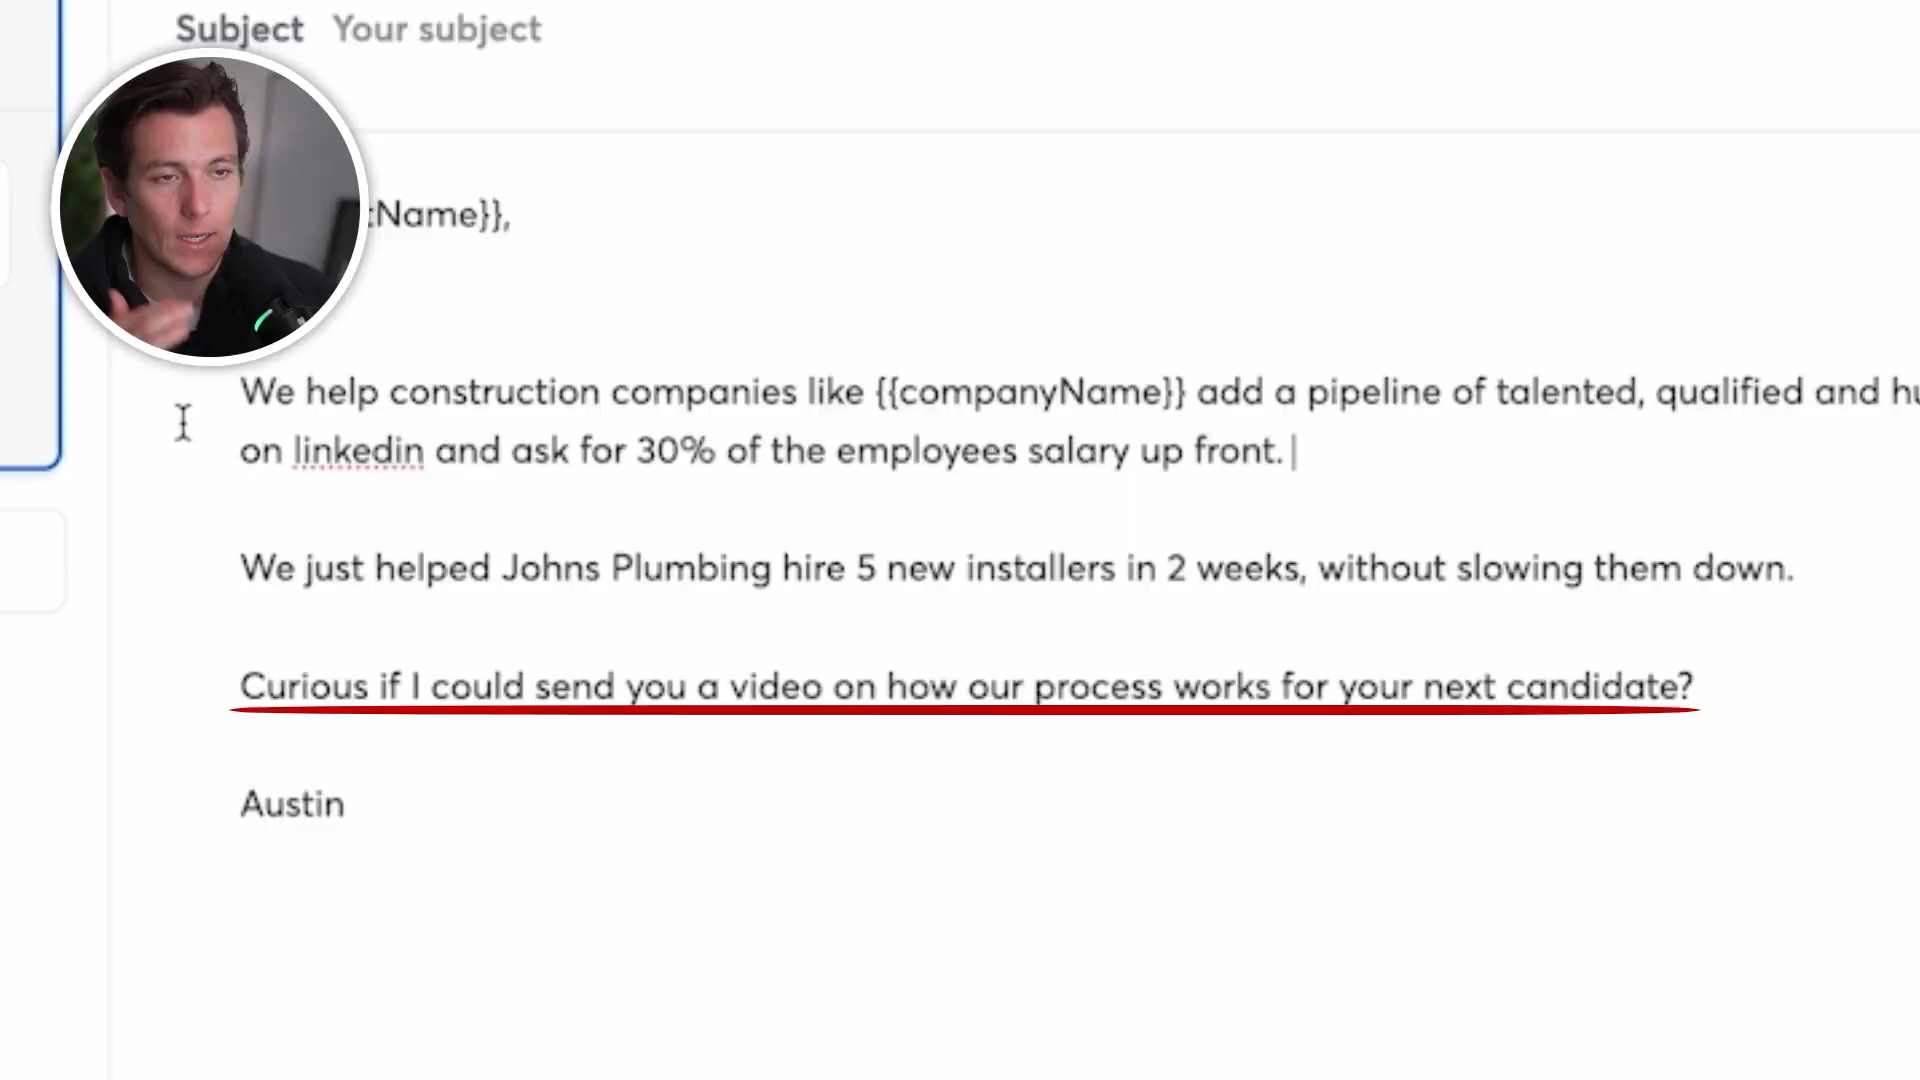 Subject Your subject
tName}},
We help construction companies like {{companyName}} add a pipeline of talented, qualified and
on linkedin and ask for 30% of the employees salary up front.
We just helped Johns Plumbing hire 5 new installers in 2 weeks, without slowing them down.
Curious if I could send you a video on how our process works for your next candidate?
Austin